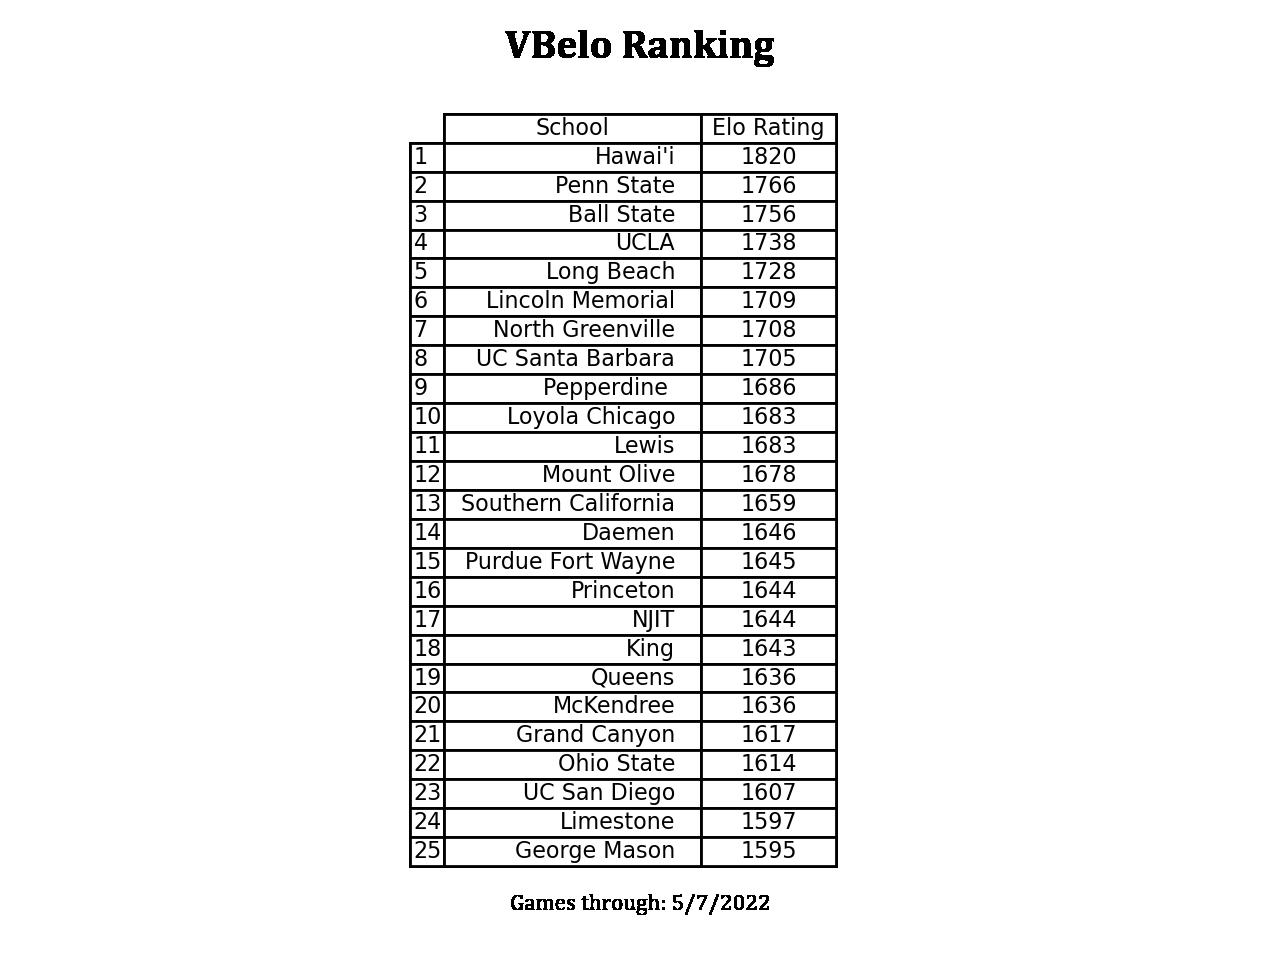 VBelo Ranking
School Elo Rating
1 Hawai'i 1820
2 Penn State 1766
3 Ball State 1756
4 UCLA 1738
5 Long Beach 1728
6 Lincoln Memorial 1709
7 North Greenville 1708
8 UC Santa Barbara 1705
9 Pepperdine 1686
10 Loyola Chicago 1683
11 Lewis 1683
12 Mount Olive 1678
13 Southern California 1659
14 Daemen 1646
15 Purdue Fort Wayne 1645
16 Princeton 1644
17 NJIT 1644
18 King 1643
19 Queens 1636
20 McKendree 1636
21 Grand Canyon 1617
22 Ohio State 1614
23 UC San Diego 1607
24 Limestone 1597
25 George Mason 1595
Games through: 5/7/2022